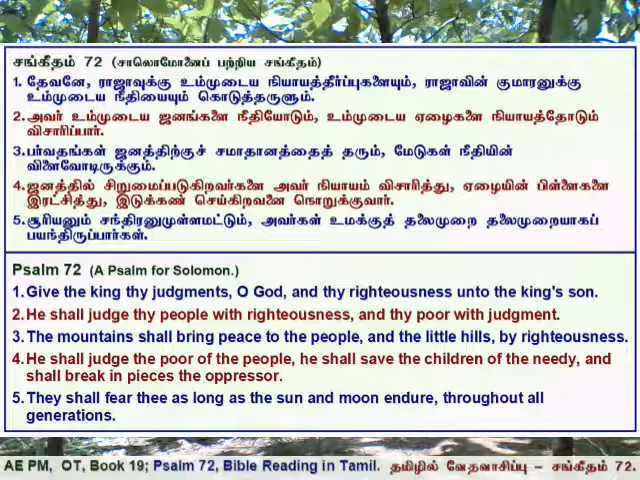 சங்கீதம் 72 (சாலொமோனைப் பற்றிய சங்கீதம்)
1. தேவனே, ராஜாவுக்கு உம்முடைய நியாயத்தீர்ப்புகளையும், ராஜாவின் குமாரனுக்கு
உம்முடைய நீதியையும் கொடுத்தருளும்.
2. அவர் உம்முடைய ஜனங்களை நீதியோடும், உம்முடைய ஏழைகளை நியாயத்தோடும்
விசாரிப்பார்.
3. பர்வதங்கள் ஜனத்திற்குச் சமாதானத்தைத் தரும், மேடுகள் நீதியின்
விளைவோடிருக்கும்.
4. ஜனத்தில் சிறுமைப்படுகிறவர்களை அவர் நியாயம் விசாரித்து, ஏழையின் பிள்ளைகளை
இரட்சித்து, இடுக்கண் செய்கிறவனை நொறுக்குவார்.
5. சூரியனும் சந்திரனுமுள்ளமட்டும், அவர்கள் உமக்குத் தலைமுறை தலைமுறையாகப்
பயந்திருப்பார்கள்.
Psalm 72 (A Psalm for Solomon.)
1. Give the king thy judgments, O God, and thy righteousness unto the king's son.
2. He shall judge thy people with righteousness, and thy poor with judgment.
3. The mountains shall bring peace to the people, and the little hills, by righteousness.
4. He shall judge the poor of the people, he shall save the children of the needy, and
shall break in pieces the oppressor.
5. They shall fear thee as long as the sun and moon endure, throughout all
generations.
AE PM, OT, Book 19; Psalm 72, Bible Reading in Tamil. தமிழில் வேதவாசிப்பு – சங்கீதம் 72.